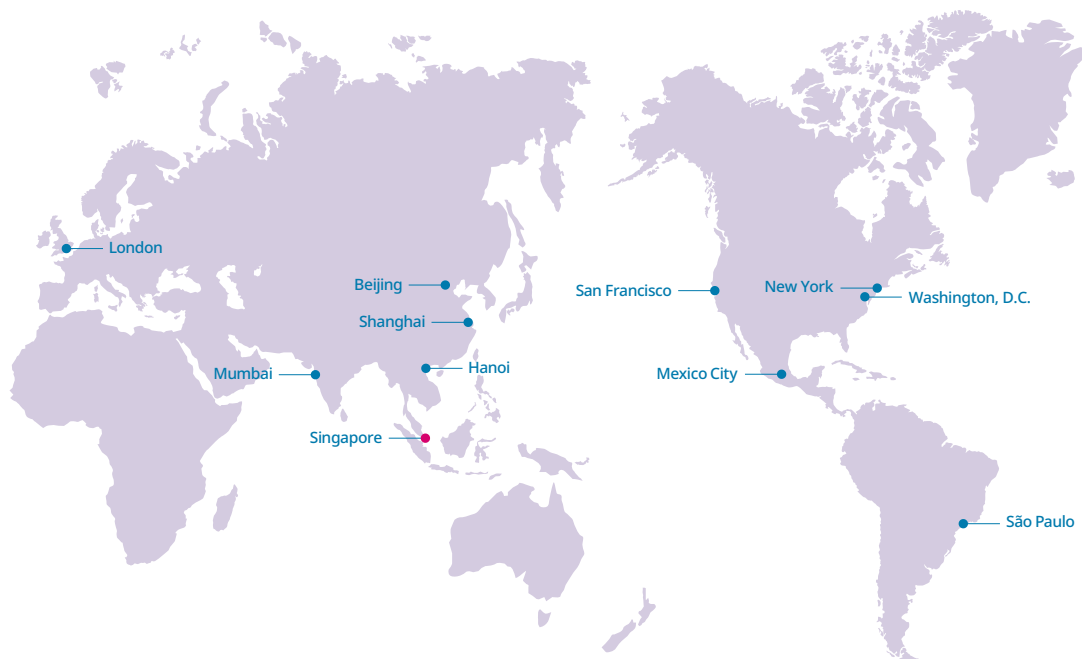 London
Beijing
San Francisco
New York
Washington, D.C.
Shanghai
Hanoi
Mumbai
Mexico City
Singapore
São Paulo